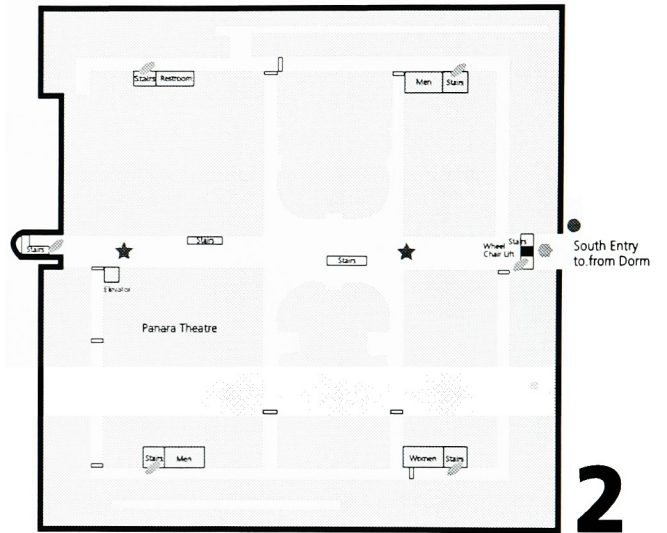 Stairs Restroom
Men Stairs
Stairs
Stairs
Stairs
Stairs
Wheel
Chair Lift
South Entry
to.from Dorm
Elevator
Panara Theatre
Stairs Men
Women Stairs
2